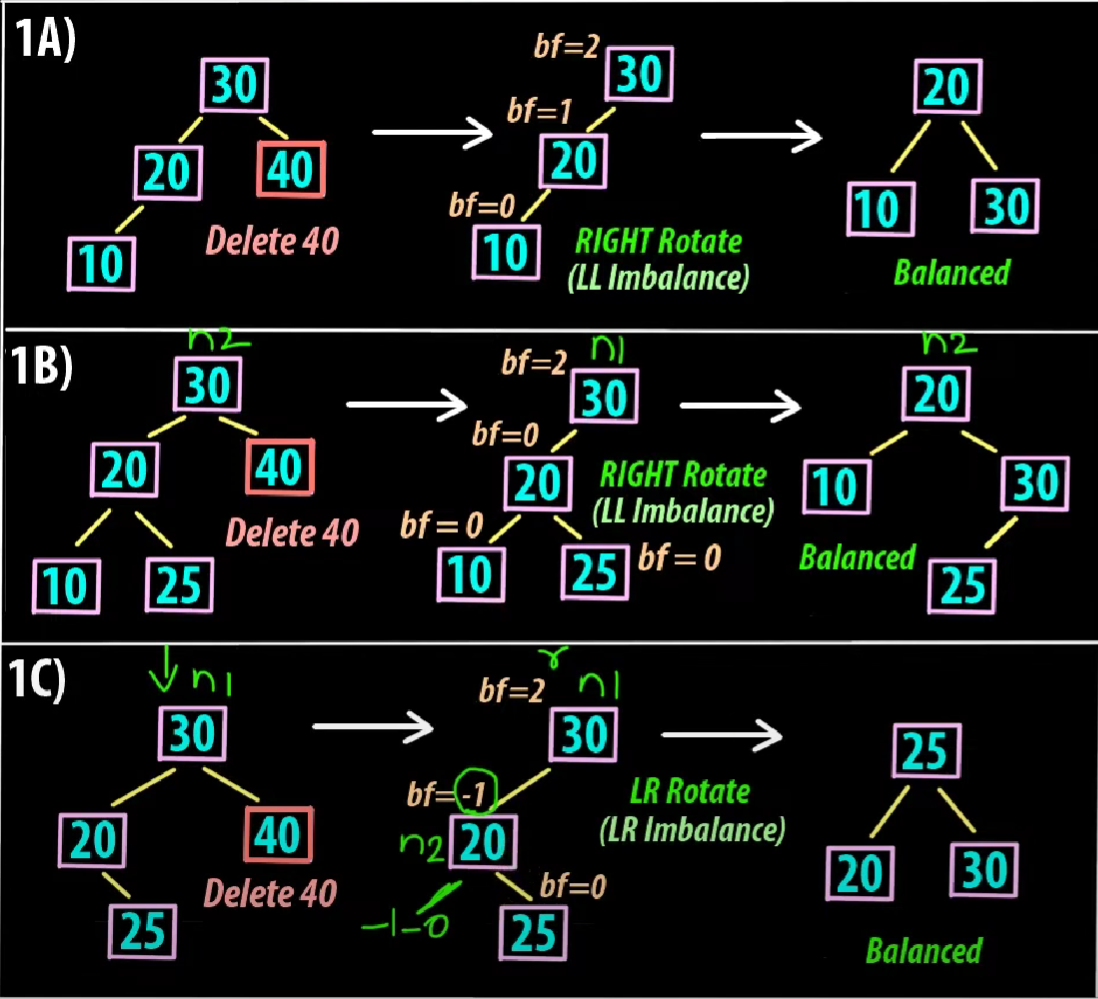 1A)
30
20
40
10
Delete 40
bf=2
30
bf=1
20
bf=0
10
RIGHT Rotate
(LL Imbalance)
20
10
30
Balanced
1B)
n2
30
20
40
10
25
Delete 40
bf=2
n1
30
bf=0
20
bf = 0
10
25
bf = 0
RIGHT Rotate
(LL Imbalance)
n2
20
10
30
25
Balanced
1C)
n1
30
20
40
25
Delete 40
bf=2
n1
30
bf=-1
n2
20
bf=0
25
-1-0
LR Rotate
(LR Imbalance)
25
20
30
Balanced